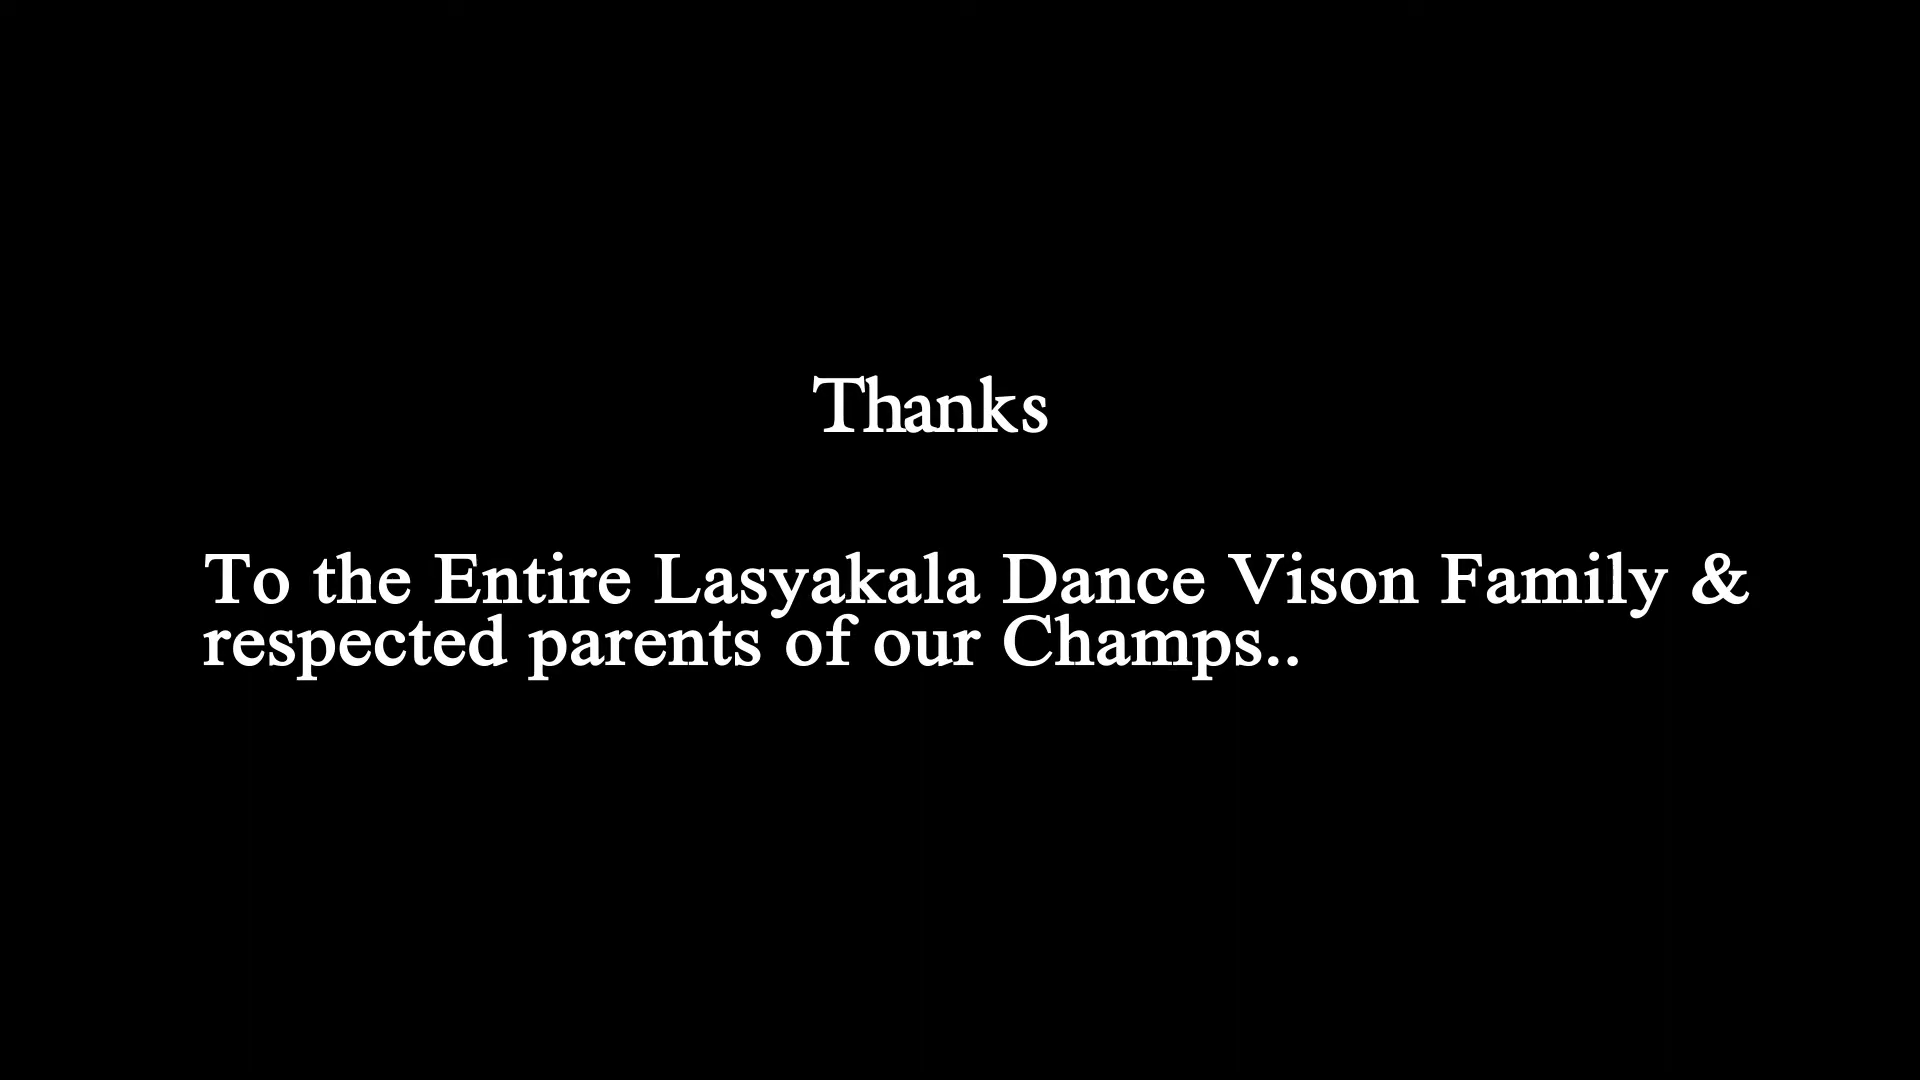 Thanks
To the Entire Lasyakala Dance Vison Family &
respected parents of our Champs..